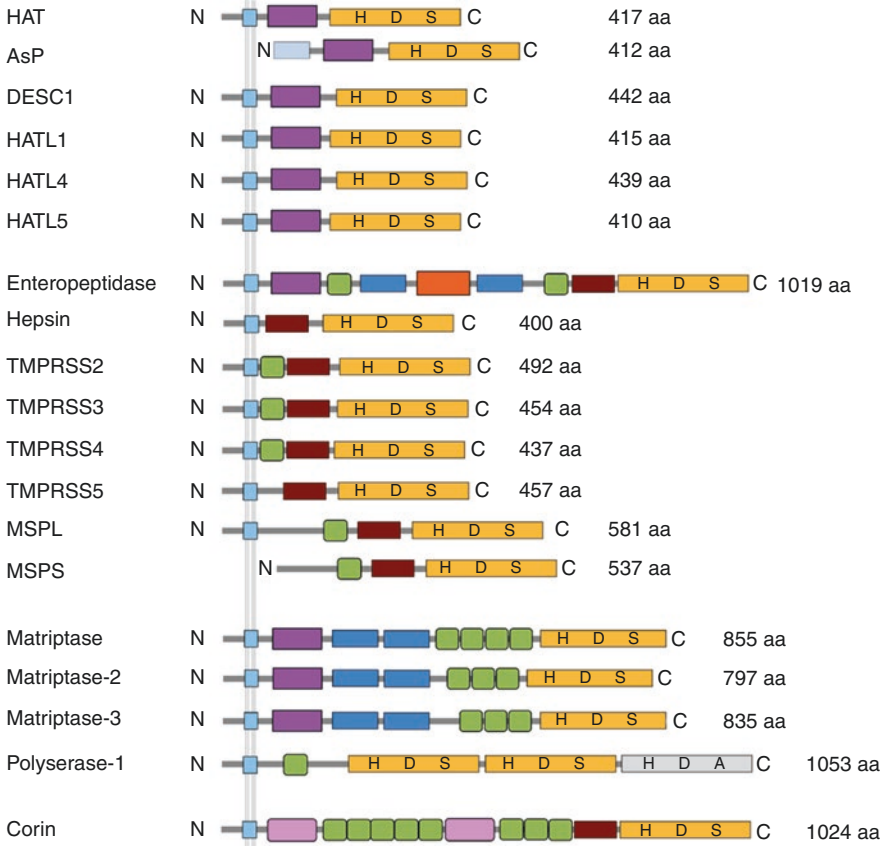 HAT N H D S C 417 aa
AsP N H D S C 412 aa
DESC1 N H D S C 442 aa
HATL1 N H D S C 415 aa
HATL4 N H D S C 439 aa
HATL5 N H D S C 410 aa
Enteropeptidase N H D S C 1019 aa
Hepsin N H D S C 400 aa
TMPRSS2 N H D S C 492 aa
TMPRSS3 N H D S C 454 aa
TMPRSS4 N H D S C 437 aa
TMPRSS5 N H D S C 457 aa
MSPL N H D S C 581 aa
MSPS N H D S C 537 aa
Matriptase N H D S C 855 aa
Matriptase-2 N H D S C 797 aa
Matriptase-3 N H D S C 835 aa
Polyserase-1 N H D S H D S H D A C 1053 aa
Corin N H D S C 1024 aa